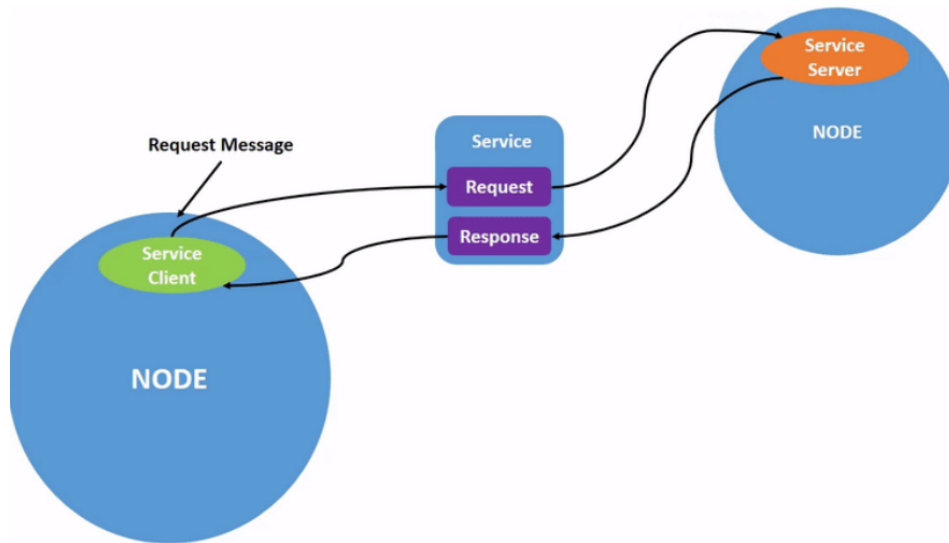 Service
Server
NODE
Request Message
Service
Request
Response
Service
Client
NODE